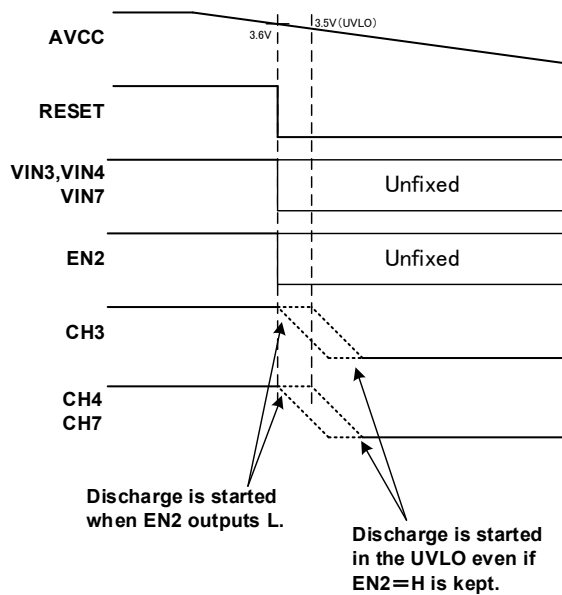 AVCC
3.6V
3.5V(UVLO)
RESET
VIN3,VIN4
VIN7
Unfixed
EN2
Unfixed
CH3
CH4
CH7
Discharge is started
when EN2 outputs L.
Discharge is started
in the UVLO even if
EN2=H is kept.